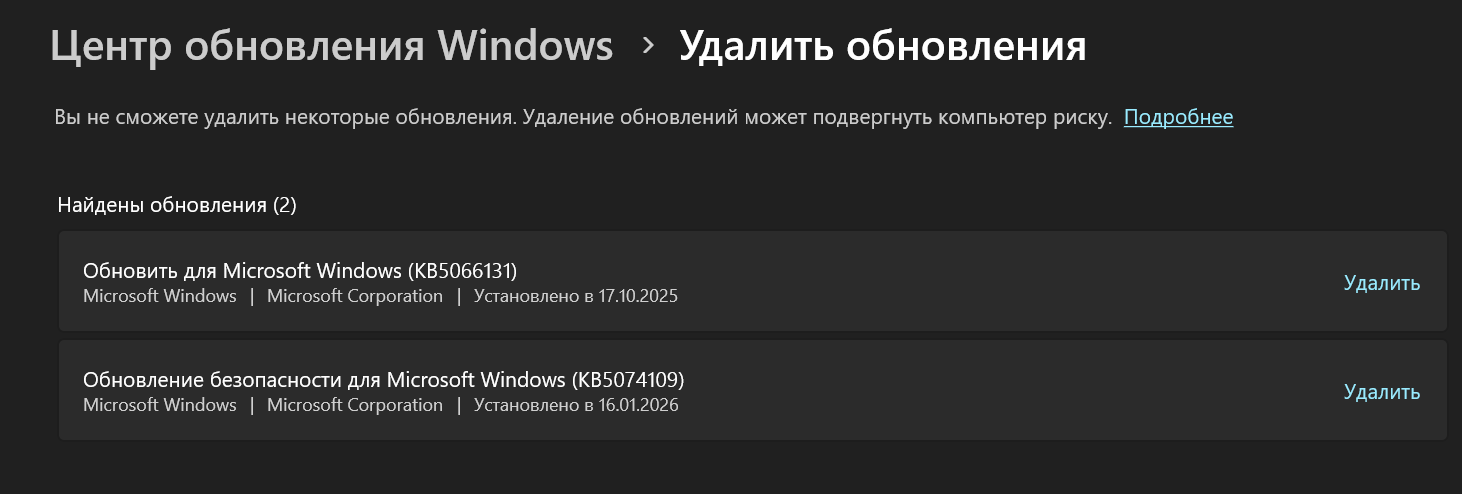 Центр обновления Windows > Удалить обновления
Вы не сможете удалить некоторые обновления. Удаление обновлений может подвергнуть компьютер риску. Подробнее
Найдены обновления (2)
Обновить для Microsoft Windows (KB5066131)
Microsoft Windows | Microsoft Corporation | Установлено в 17.10.2025
Удалить
Обновление безопасности для Microsoft Windows (KB5074109)
Microsoft Windows | Microsoft Corporation | Установлено в 16.01.2026
Удалить